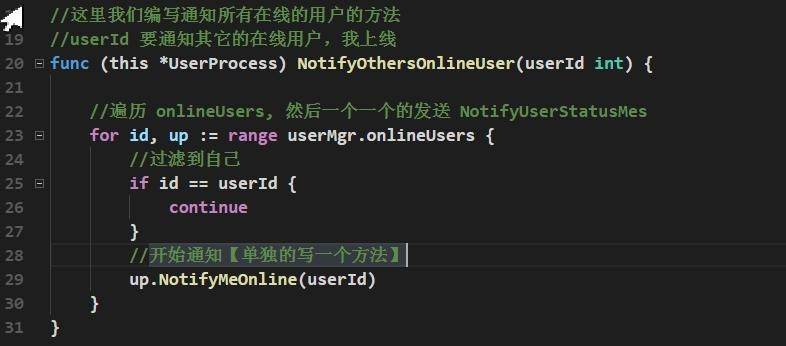 //这里我们编写通知所有在线的用户的方法
19 //userId 要通知其它的在线用户，我上线
20 func (this *UserProcess) NotifyOthersOnlineUser(userId int) {
21
22 //遍历 onlineUsers, 然后一个一个的发送 NotifyUserStatusMes
23 for id, up := range userMgr.onlineUsers {
24 //过滤到自己
25 if id == userId {
26 continue
27 }
28 //开始通知【单独的写一个方法】
29 up.NotifyMeOnline(userId)
30 }
31 }